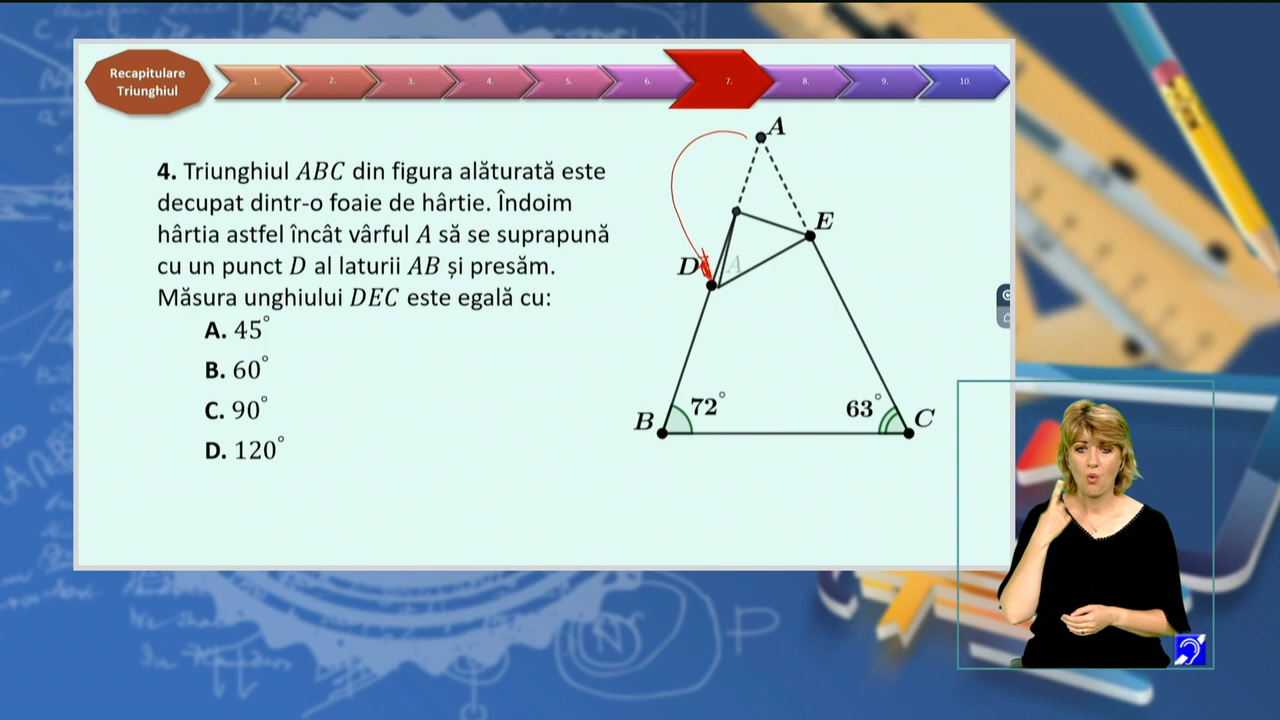 Recapitulare
Triunghiul
1.
2.
3.
4.
5.
6.
7.
8.
9.
10.
4. Triunghiul ABC din figura alăturată este
decupat dintr-o foaie de hârtie. Îndoim
hârtia astfel încât vârful A să se suprapună
cu un punct D al laturii AB și presăm.
Măsura unghiului DEC este egală cu:
A. 45°
B. 60°
C. 90°
D. 120°
A
E
D
A
B
72°
63°
C
N
P